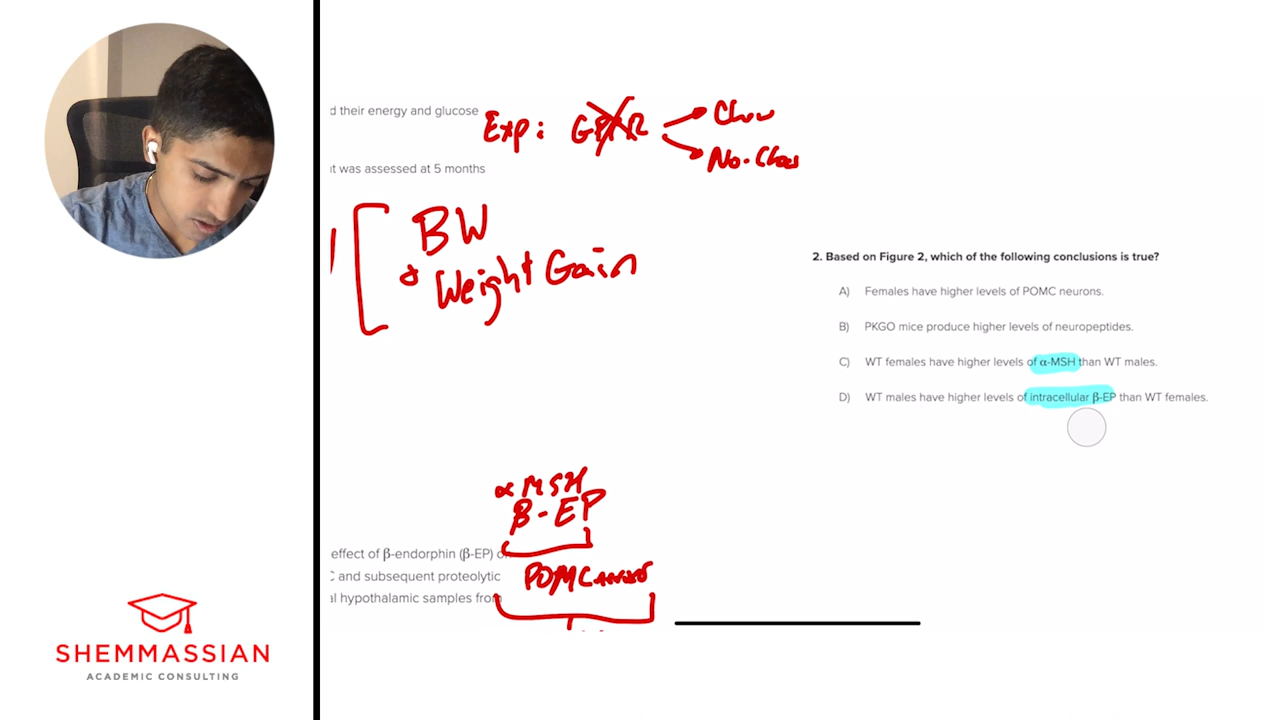 d their energy and glucose
Exp: GPR
Chow
No-Chow
it was assessed at 5 months
BW
& Weight Gain
2. Based on Figure 2, which of the following conclusions is true?
A) Females have higher levels of POMC neurons.
B) PKGO mice produce higher levels of neuropeptides.
C) WT females have higher levels of α-MSH than WT males.
D) WT males have higher levels of intracellular β-EP than WT females.
α MSH
β-EP
effect of β-endorphin (β-EP) o
POMC
C and subsequent proteolytic
al hypothalamic samples from
SHEMMASSIAN
ACADEMIC CONSULTING